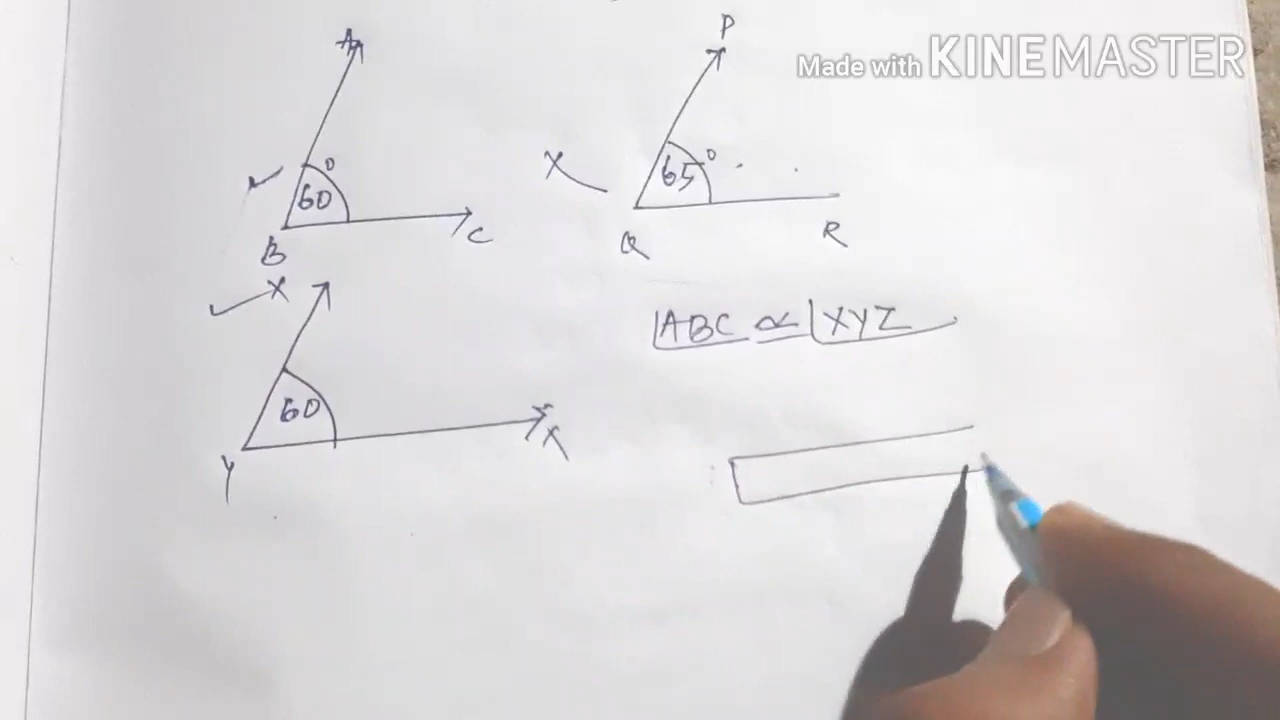 A
P
Made with KINEMASTER
60°
X
65°
B
C
Q
R
X
∠ABC ≅ ∠XYZ
60
Y